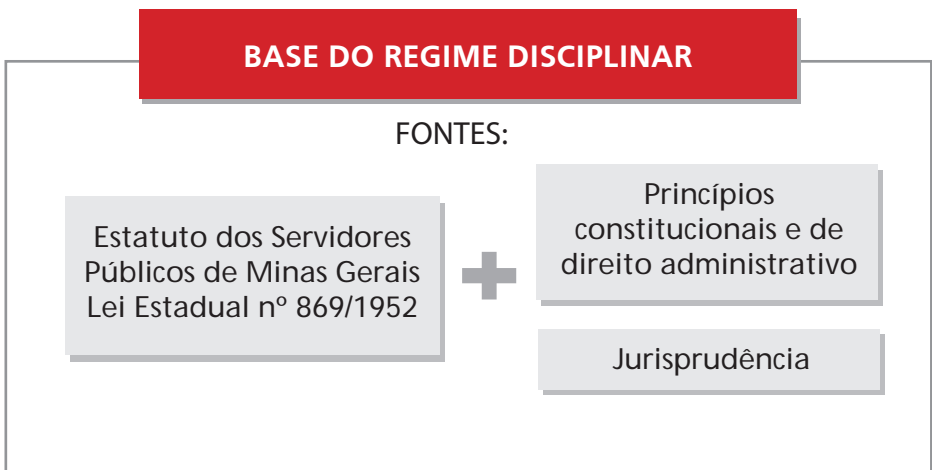 BASE DO REGIME DISCIPLINAR
FONTES:
Estatuto dos Servidores
Públicos de Minas Gerais
Lei Estadual nº 869/1952
Princípios
constitucionais e de
direito administrativo
Jurisprudência